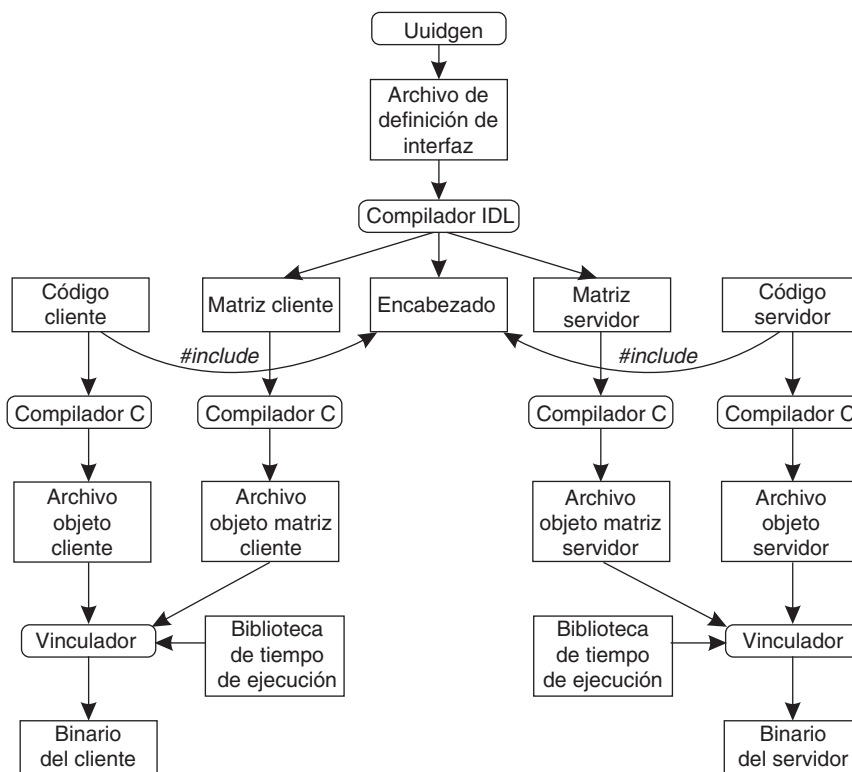 Uuidgen
Archivo de
definición de
interfaz
Compilador IDL
Código
cliente
Matriz cliente
Encabezado
Matriz
servidor
Código
servidor
#include
#include
Compilador C
Compilador C
Compilador C
Compilador C
Archivo
objeto
cliente
Archivo
objeto matriz
cliente
Archivo
objeto matriz
servidor
Archivo
objeto
servidor
Vinculador
Biblioteca
de tiempo
de ejecución
Biblioteca
de tiempo
de ejecución
Vinculador
Binario
del cliente
Binario
del servidor